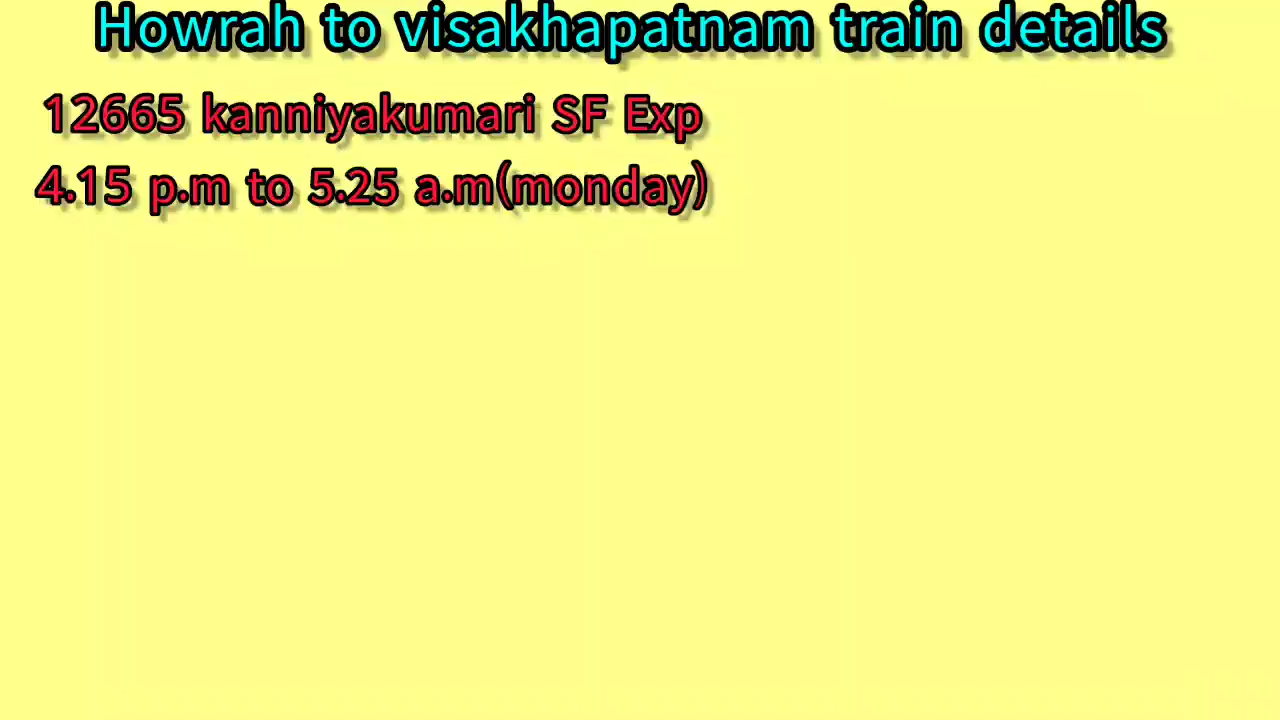 Howrah to visakhapatnam train details
12665 kanniyakumari SF Exp
4.15 p.m to 5.25 a.m(monday)